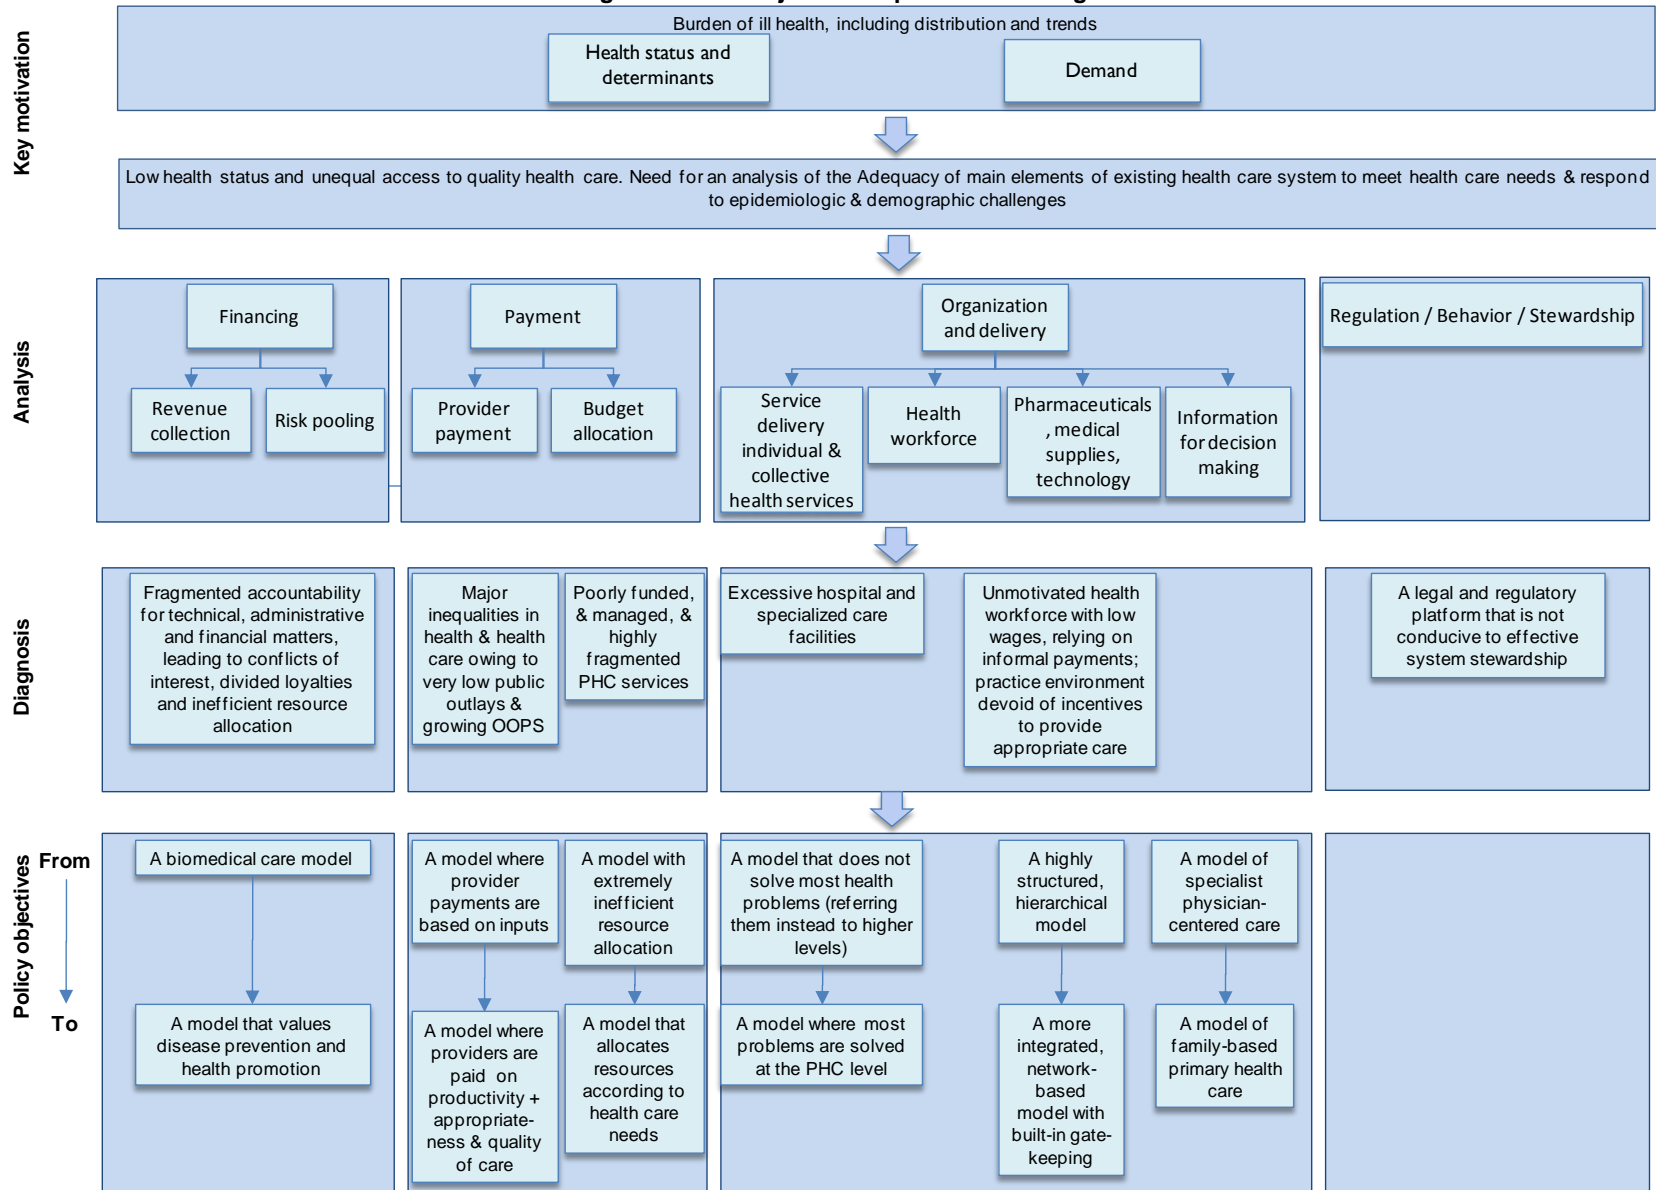 Burden of ill health, including distribution and trends
Health status and
determinants
Demand
Key motivation
Low health status and unequal access to quality health care. Need for an analysis of the Adequacy of main elements of existing health care system to meet health care needs & respond
to epidemiologic & demographic challenges
Analysis
Financing
Revenue
collection
Risk pooling
Payment
Provider
payment
Budget
allocation
Organization
and delivery
Service
delivery
individual &
collective
health services
Health
workforce
Pharmaceuticals
, medical
supplies,
technology
Information
for decision
making
Regulation / Behavior / Stewardship
Diagnosis
Fragmented accountability
for technical, administrative
and financial matters,
leading to conflicts of
interest, divided loyalties
and inefficient resource
allocation
Major
inequalities in
health & health
care owing to
very low public
outlays &
growing OOPS
Poorly funded,
& managed, &
highly
fragmented
PHC services
Excessive hospital and
specialized care
facilities
Unmotivated health
workforce with low
wages, relying on
informal payments;
practice environment
devoid of incentives
to provide
appropriate care
A legal and regulatory
platform that is not
conducive to effective
system stewardship
Policy objectives
From
To
A biomedical care model
A model that values
disease prevention and
health promotion
A model where
provider
payments are
based on inputs
A model where
providers are
paid on
productivity +
appropriate-
ness & quality
of care
A model with
extremely
inefficient
resource
allocation
A model that
allocates
resources
according to
health care
needs
A model that does not
solve most health
problems (referring
them instead to higher
levels)
A model where most
problems are solved
at the PHC level
A highly
structured,
hierarchical
model
A more
integrated,
network-
based
model with
built-in gate-
keeping
A model of
specialist
physician-
centered care
A model of
family-based
primary health
care